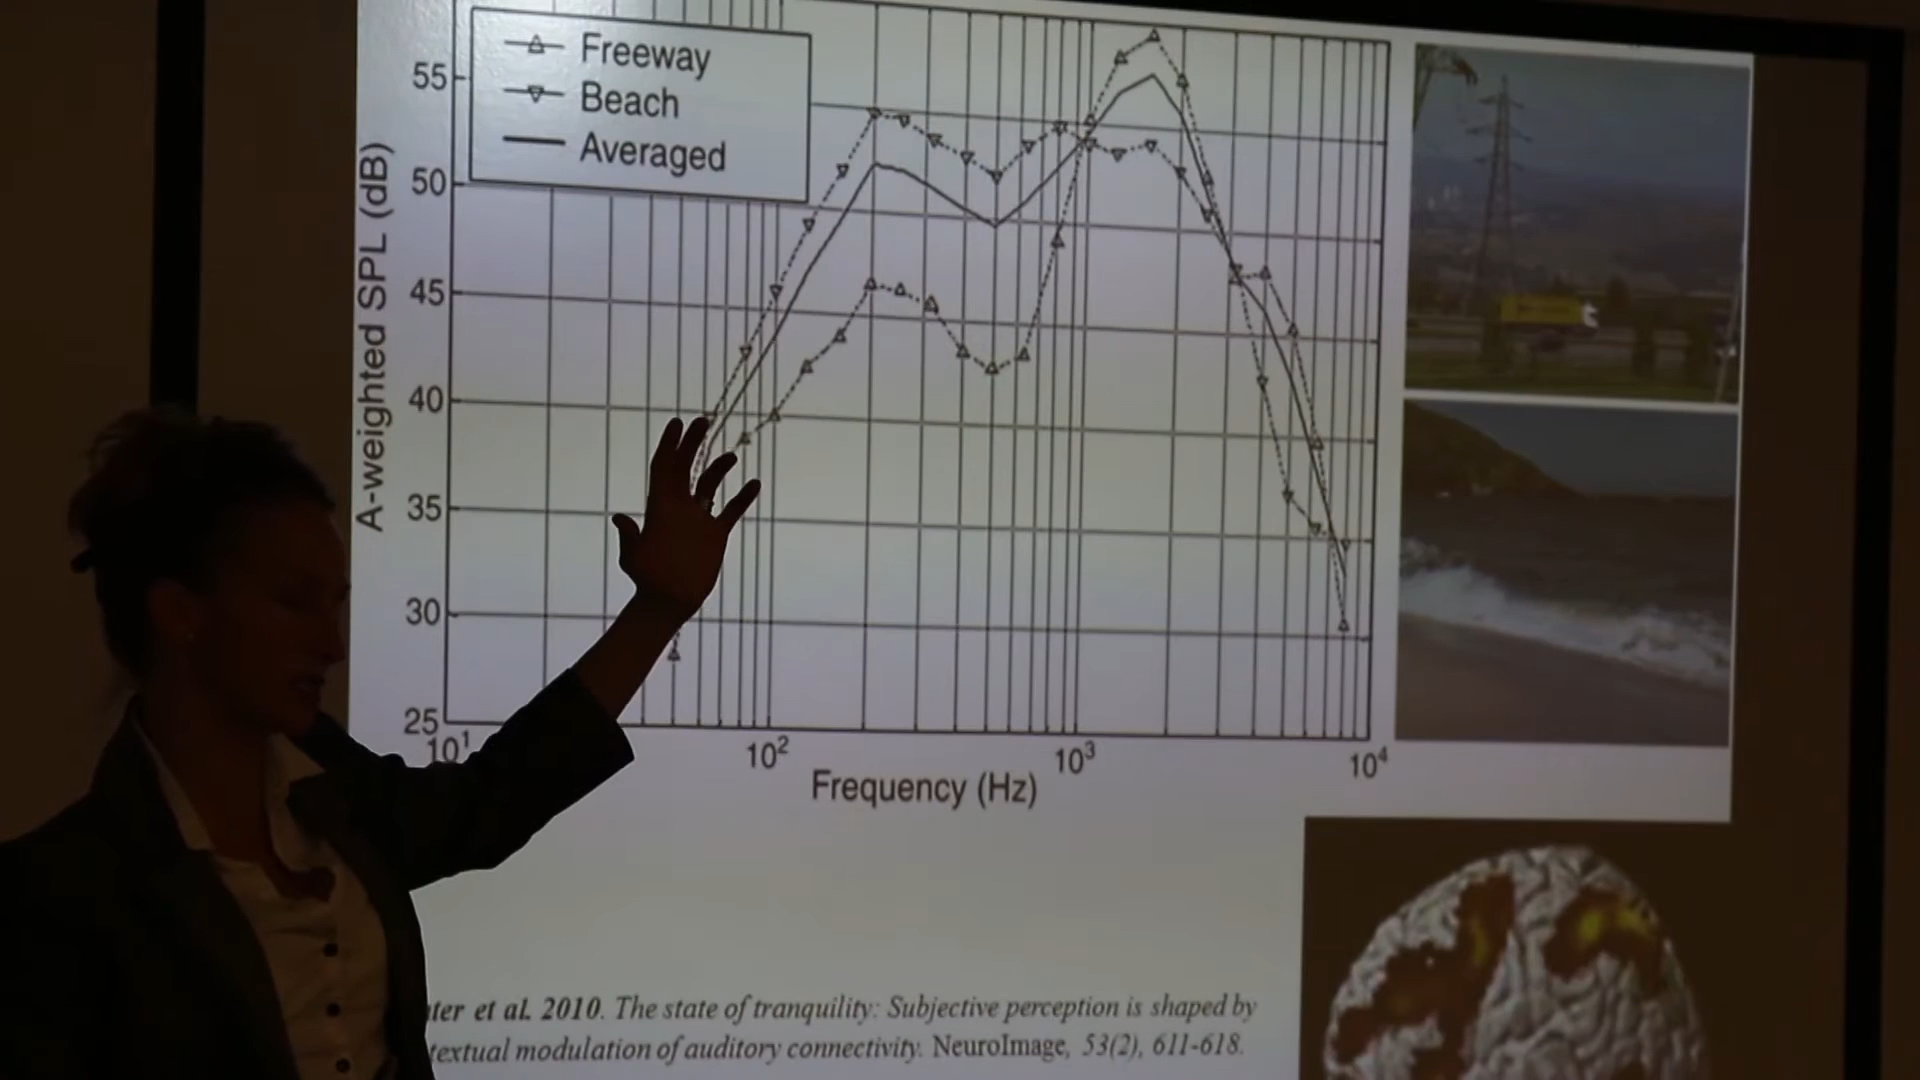 Freeway
Beach
Averaged
A-weighted SPL (dB)
55
50
45
40
35
30
25
10¹
10²
10³
10⁴
Frequency (Hz)
et al. 2010. The state of tranquility: Subjective perception is shaped by
modulation of auditory connectivity. NeuroImage, 53(2), 611-618.